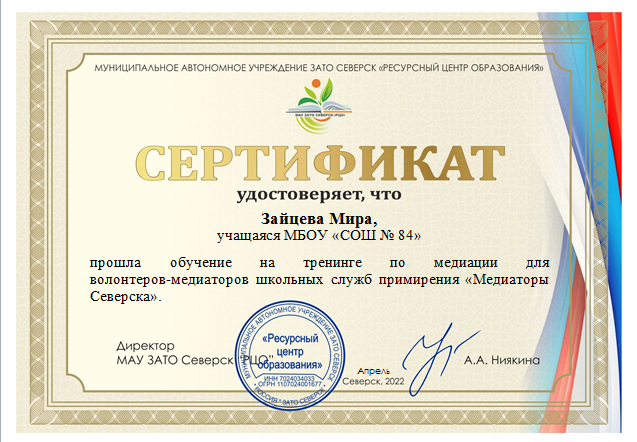 МУНИЦИПАЛЬНОЕ АВТОНОМНОЕ УЧРЕЖДЕНИЕ ЗАТО СЕВЕРСК «РЕСУРСНЫЙ ЦЕНТР ОБРАЗОВАНИЯ»
МАУ ЗАТО СЕВЕРСК «РЦО»
СЕРТИФИКАТ
удостоверяет, что
Зайцева Мира,
учащаяся МБОУ «СОШ № 84»
прошла обучение на тренинге по медиации для
волонтеров-медиаторов школьных служб примирения «Медиаторы
Северска».
Директор
МАУ ЗАТО Северск "РЦО"
МУНИЦИПАЛЬНОЕ АВТОНОМНОЕ УЧРЕЖДЕНИЕ ЗАТО СЕВЕРСК
«Ресурсный
центр
образования»
ИНН 7024034033
ОГРН 1107024001677
РОССИЯ * ЗАТО СЕВЕРСК
А.А. Ниякина
Апрель
Северск, 2022